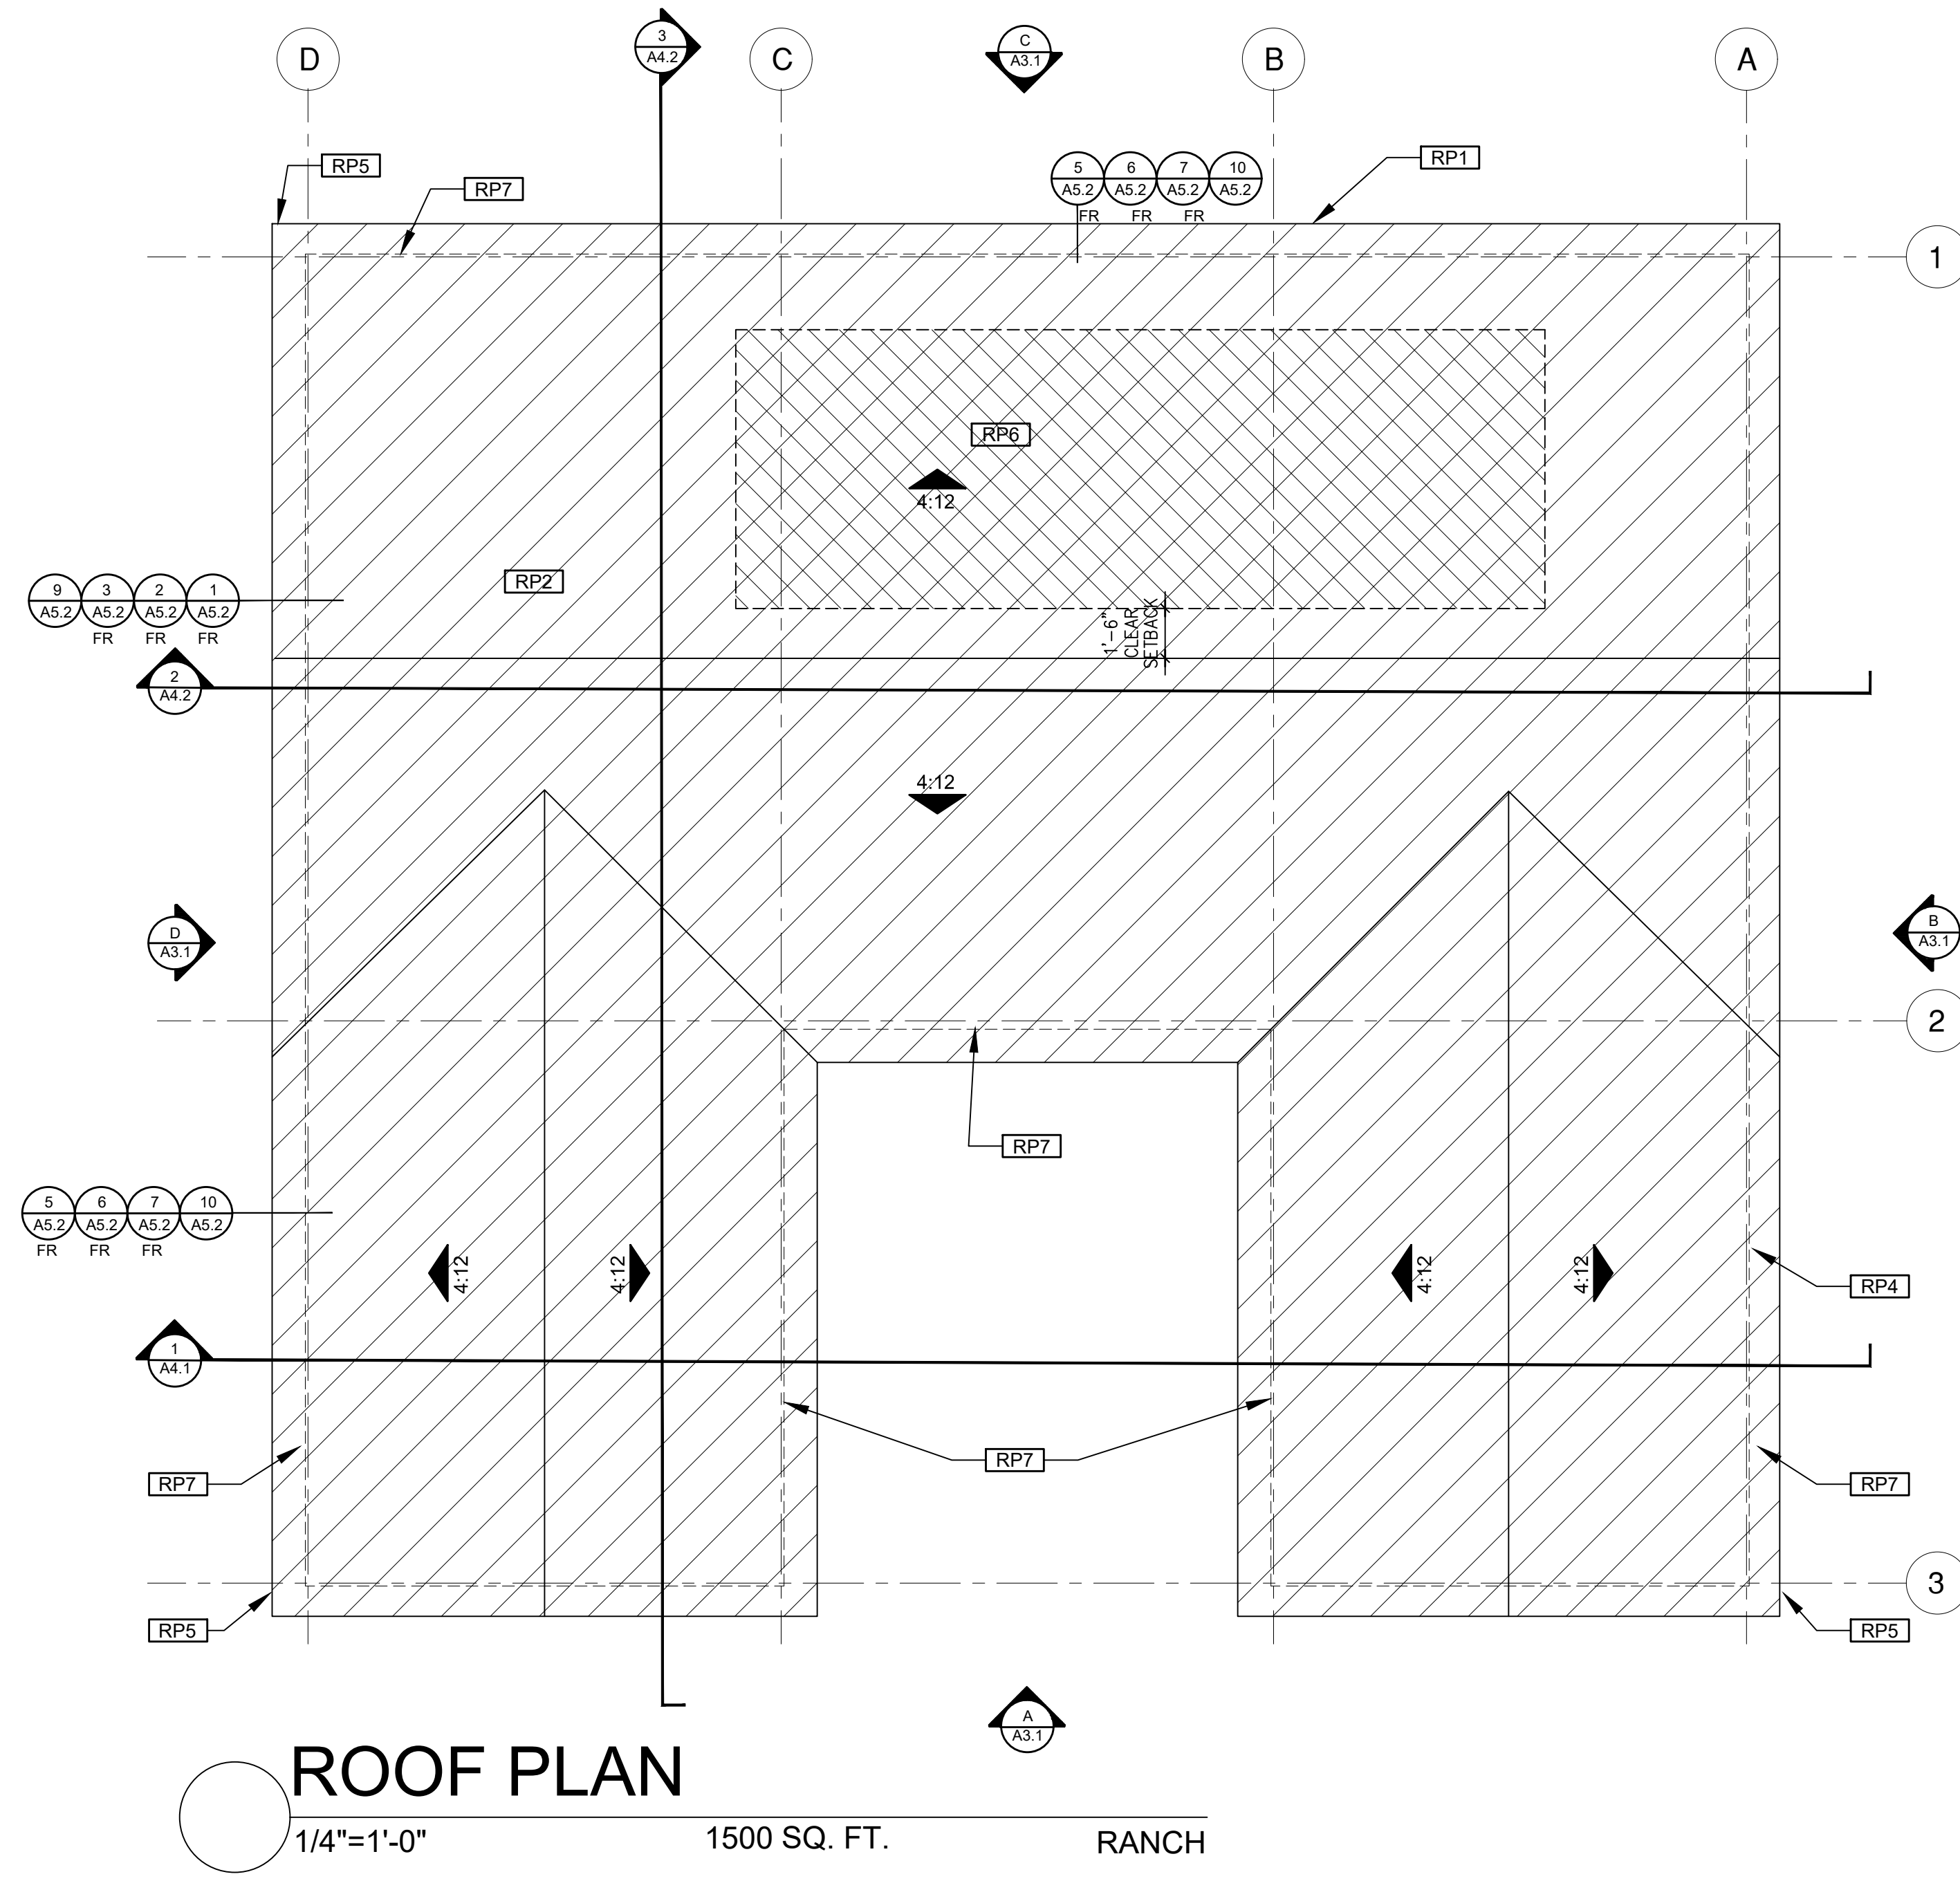 3
A4.2
C
A3.1
D
C
B
A
RP5
RP7
5
A5.2
FR
6
A5.2
FR
7
A5.2
FR
10
A5.2
RP1
1
RP6
4:12
RP2
9
A5.2
3
A5.2
FR
2
A5.2
FR
1
A5.2
FR
1'-6"
CLEAR
SETBACK
2
A4.2
4:12
D
A3.1
B
A3.1
2
RP7
5
A5.2
FR
6
A5.2
FR
7
A5.2
FR
10
A5.2
4:12
4:12
4:12
4:12
RP4
1
A4.1
RP7
RP7
RP7
3
RP5
RP5
A
A3.1
ROOF PLAN
1/4"=1'-0"
1500 SQ. FT.
RANCH